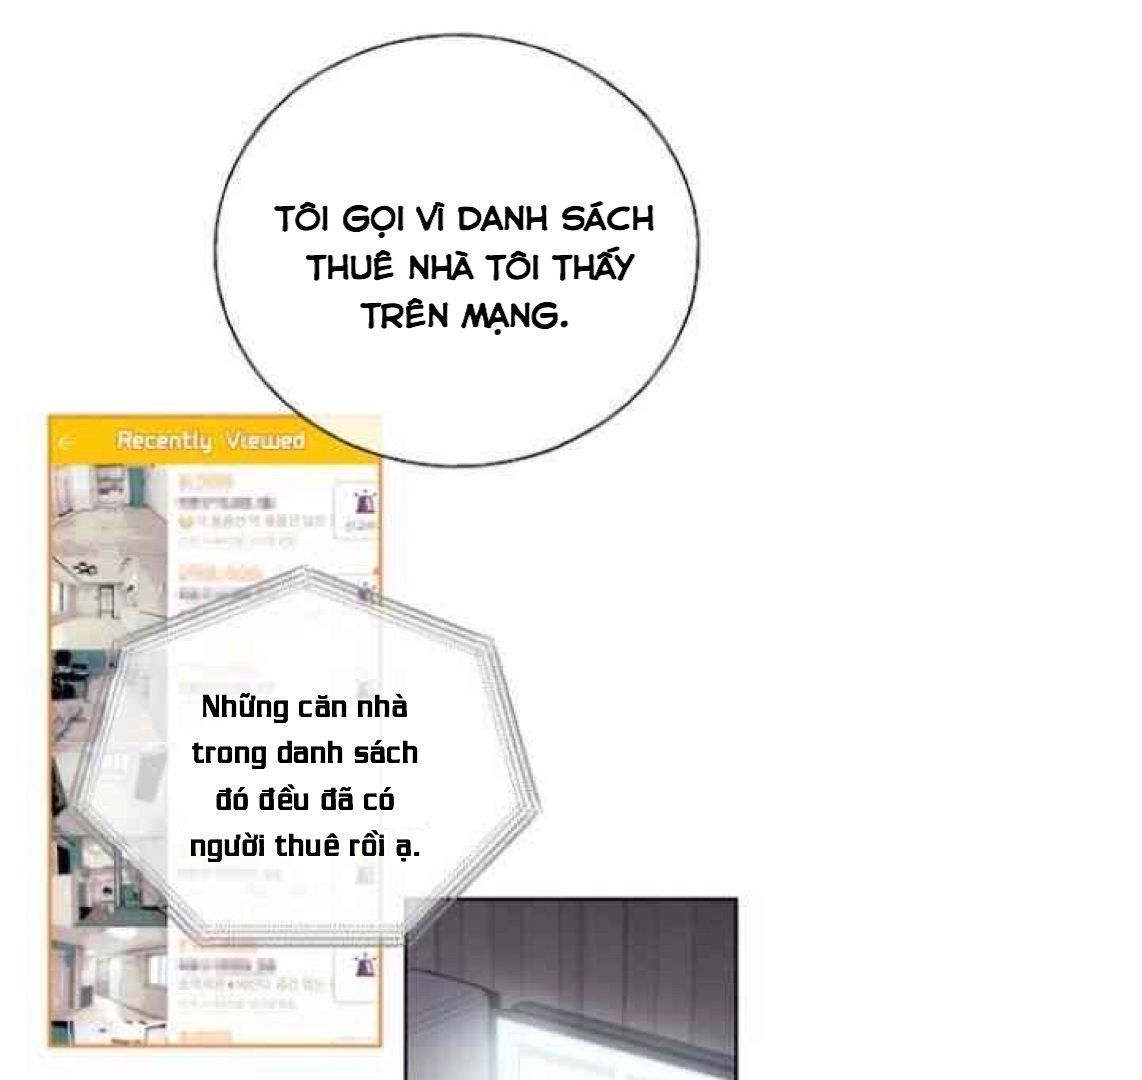 TÔI GỌI VÌ DANH SÁCH
THUÊ NHÀ TÔI THẤY
TRÊN MẠNG.
Recently Viewed
Những căn nhà
trong danh sách
đó đều đã có
người thuê rồi ạ.